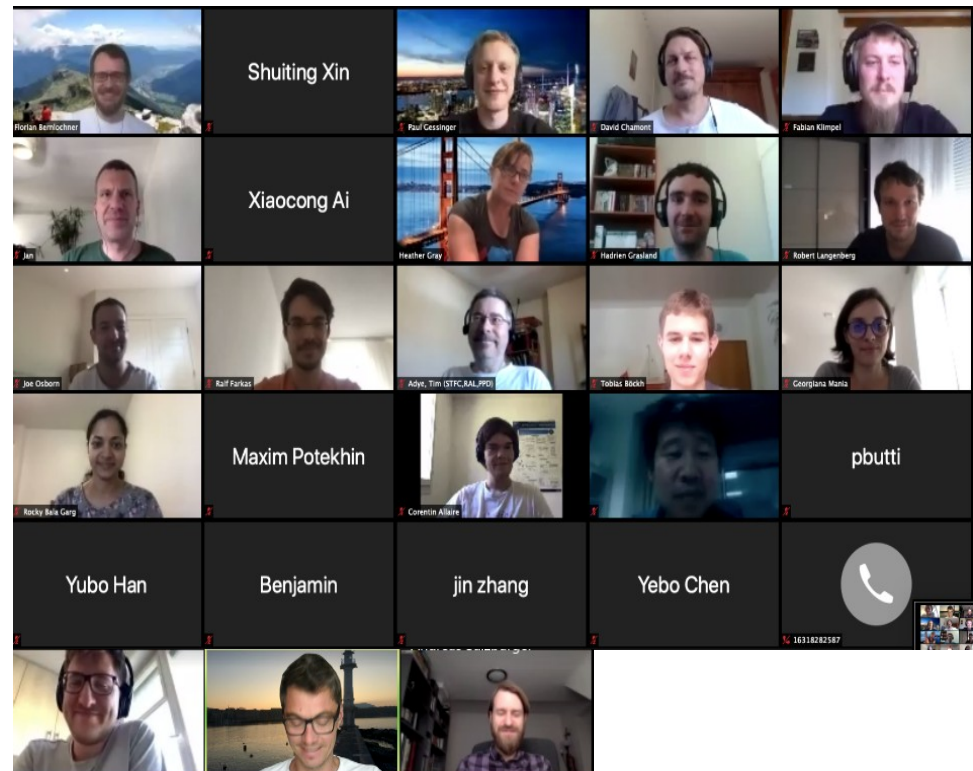 Shuiting Xin
Florian Bernlochner
Paul Gessinger
David Chamont
Fabian Klimpel
Xiaocong Ai
Jan
Heather Gray
Hadrien Grasland
Robert Langenberg
Joe Osborn
Ralf Farkas
Adye, Tim (STFC,RAL,PPD)
Tobias Böckh
Georgiana Mania
Maxim Potekhin
pbutti
Rocky Bala Garg
Corentin Allaire
Yubo Han
Benjamin
jin zhang
Yebo Chen
16318282587